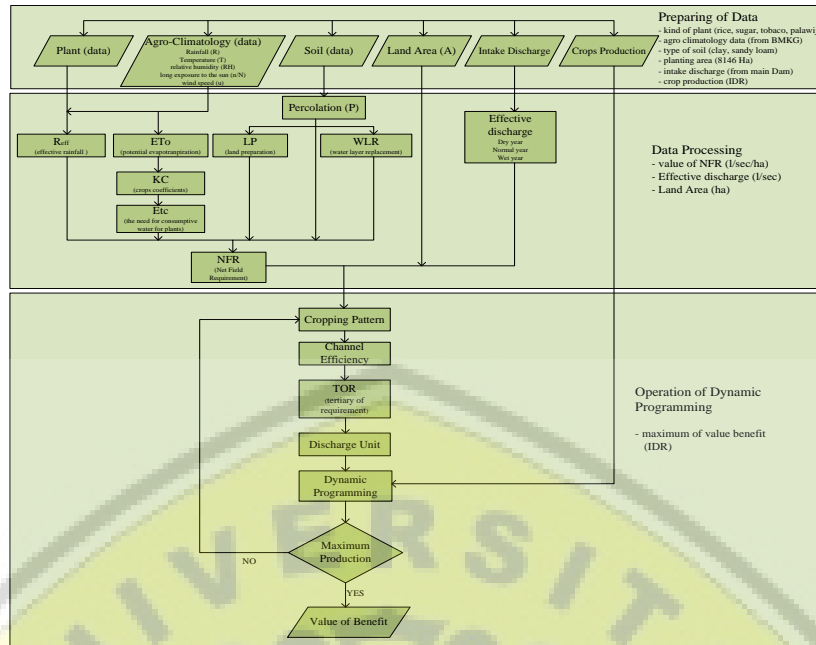 Preparing of Data
- kind of plant (rice, sugar, tobaco, palawija
- agro climatology data (from BMKG)
- type of soil (clay, sandy loam)
- planting area (8146 Ha)
- intake discharge (from main Dam)
- crop production (IDR)
Plant (data)
Agro-Climatology (data)
Rainfall (R)
Temperature (T)
relative humidity (RH)
long exposure to the sun (n/N)
wind speed (u)
Soil (data)
Land Area (A)
Intake Discharge
Crops Production
Percolation (P)
Reff
(effective rainfall )
ETo
(potential evapotranpiration)
LP
(land preparation)
WLR
(water layer replacement)
Effective
discharge
Dry year
Normal year
Wet year
KC
(crops coefficients)
Etc
(the need for consumptive
water for plants)
NFR
(Net Field
Requirement)
Data Processing
- value of NFR (l/sec/ha)
- Effective discharge (l/sec)
- Land Area (ha)
Cropping Pattern
Channel
Efficiency
TOR
(tertiary of
requirement)
Discharge Unit
Dynamic
Programming
Maximum
Production
NO
YES
Value of Benefit
Operation of Dynamic
Programming
- maximum of value benefit
(IDR)
IVERSIT